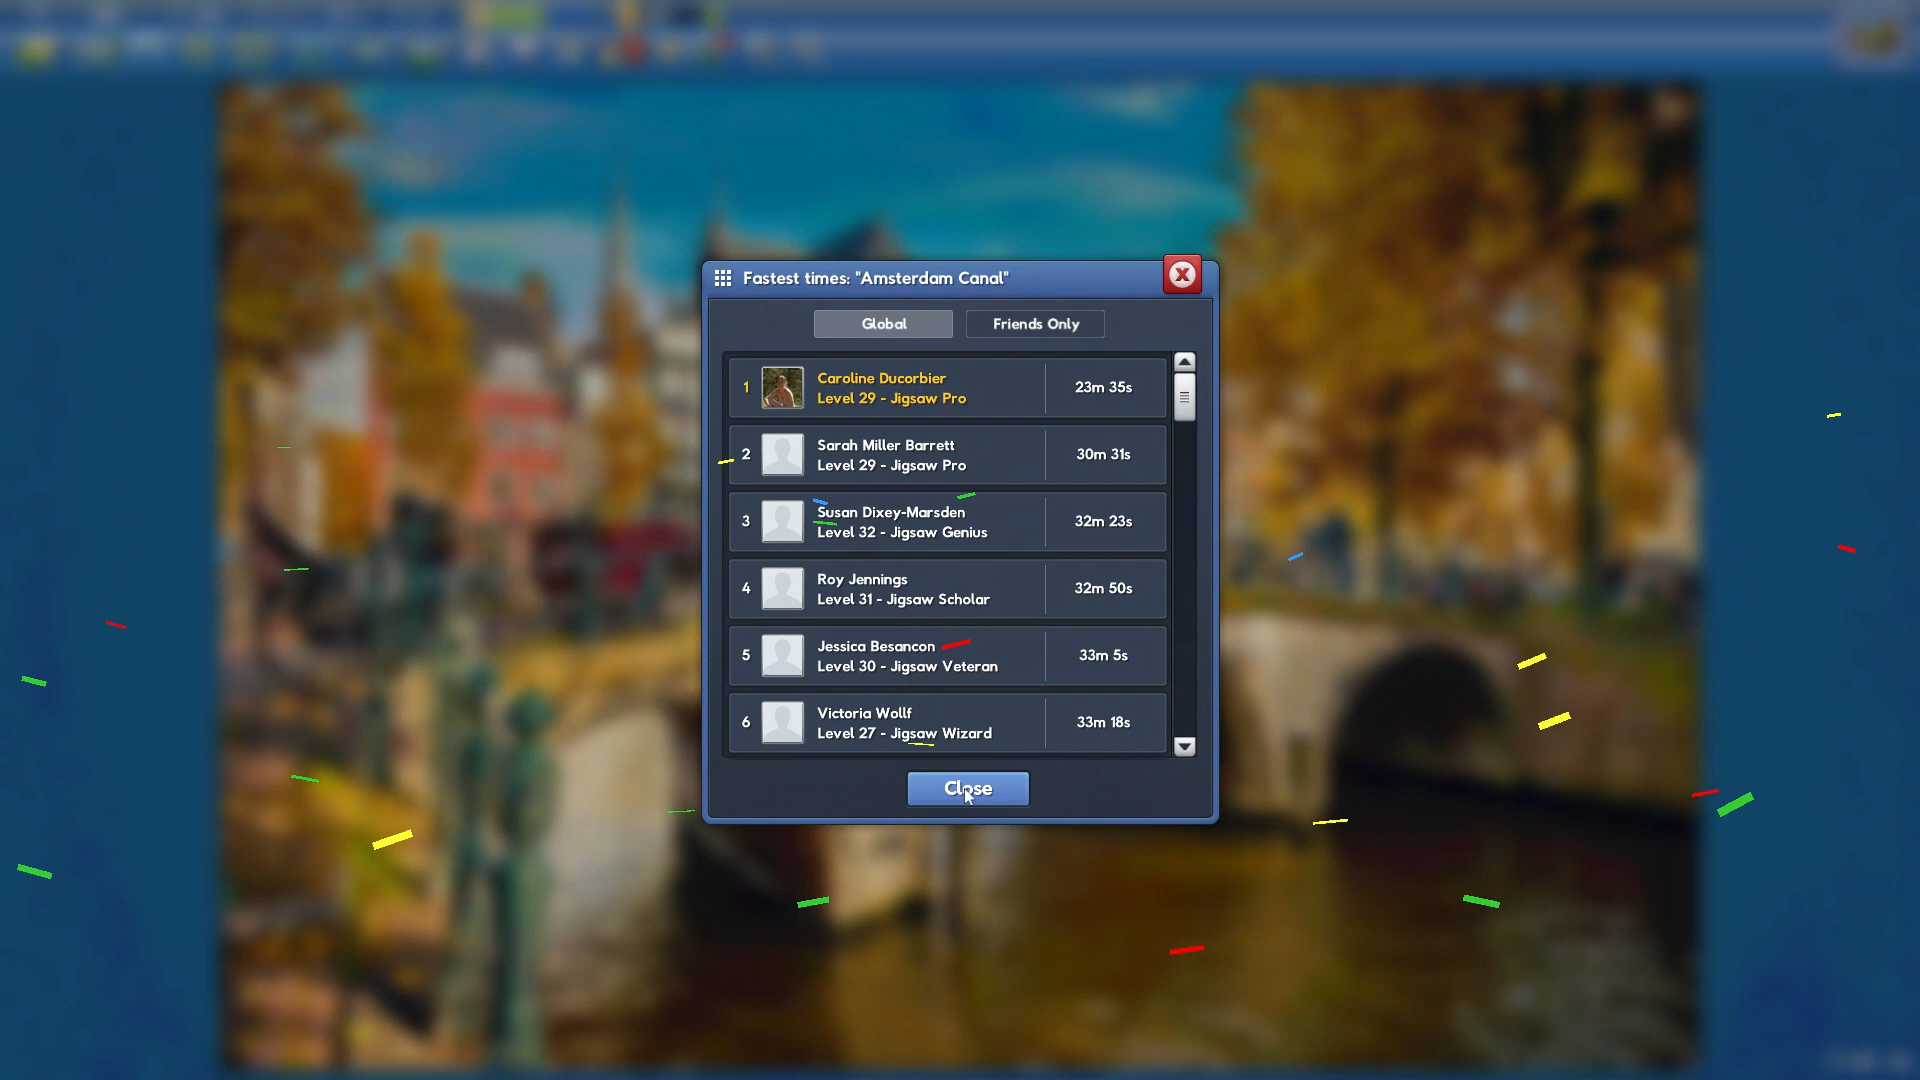 Fastest times: "Amsterdam Canal"
Global
Friends Only
1
Caroline Ducorbier
Level 29 - Jigsaw Pro
23m 35s
2
Sarah Miller Barrett
Level 29 - Jigsaw Pro
30m 31s
3
Susan Dixey-Marsden
Level 32 - Jigsaw Genius
32m 23s
4
Roy Jennings
Level 31 - Jigsaw Scholar
32m 50s
5
Jessica Besancon
Level 30 - Jigsaw Veteran
33m 5s
6
Victoria Wollf
Level 27 - Jigsaw Wizard
33m 18s
Close